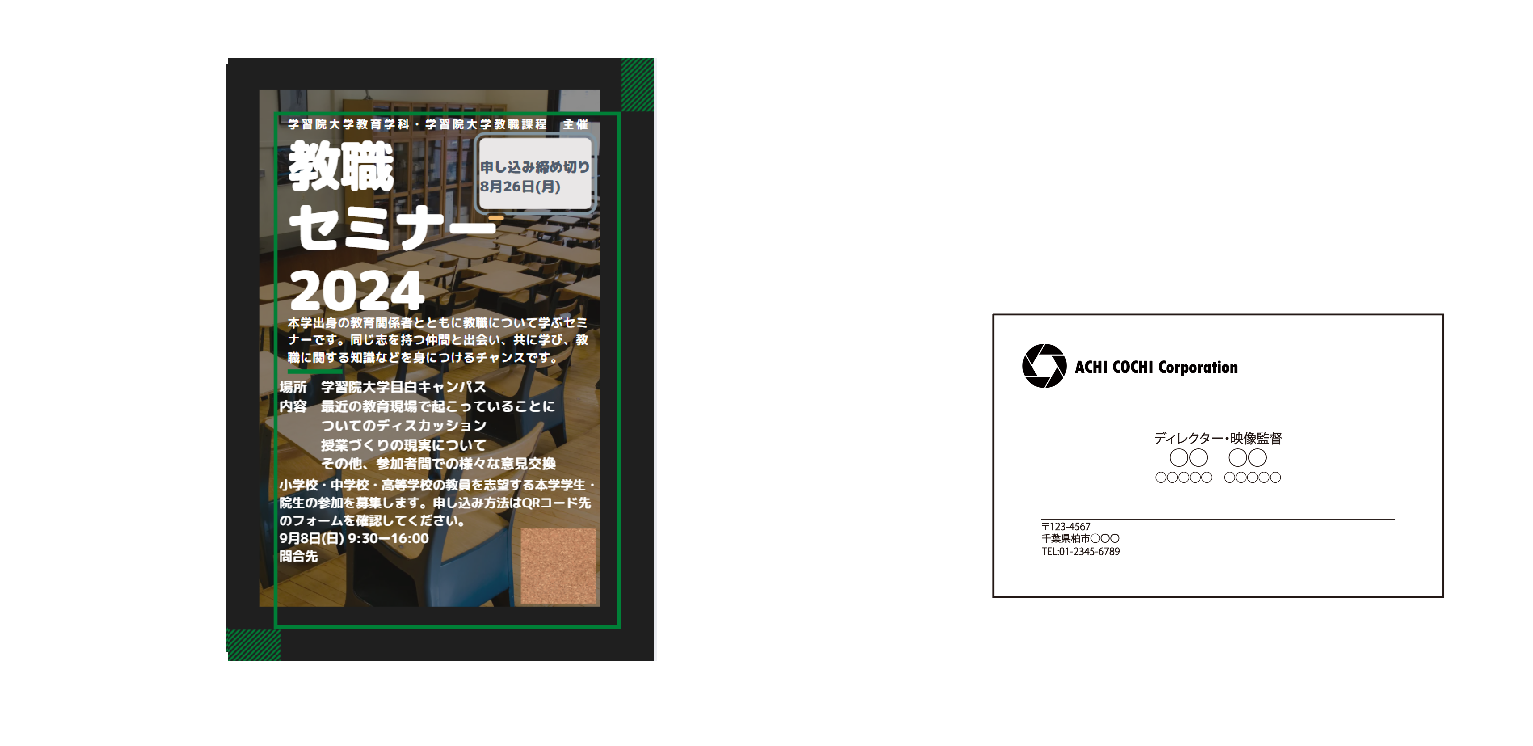 学習院大学教育学科・学習院大学教職課程　主催
教職
セミナー
2024
申し込み締め切り
8月26日(月)
本学出身の教育関係者とともに教職について学ぶセミ
ナーです。同じ志を持つ仲間と出会い、共に学び、教
職に関する知識などを身につけるチャンスです。
場所　学習院大学目白キャンパス
内容　最近の教育現場で起こっていることに
ついてのディスカッション
授業づくりの現実について
その他、参加者間での様々な意見交換
小学校・中学校・高等学校の教員を志望する本学学生・
院生の参加を募集します。申し込み方法はQRコード先
のフォームを確認してください。
9月8日(日) 9:30ー16:00
問合先
ACHI COCHI Corporation
ディレクター・映像監督
○○　○○
○○○○○　○○○○○
〒123-4567
千葉県柏市○○○
TEL:01-2345-6789